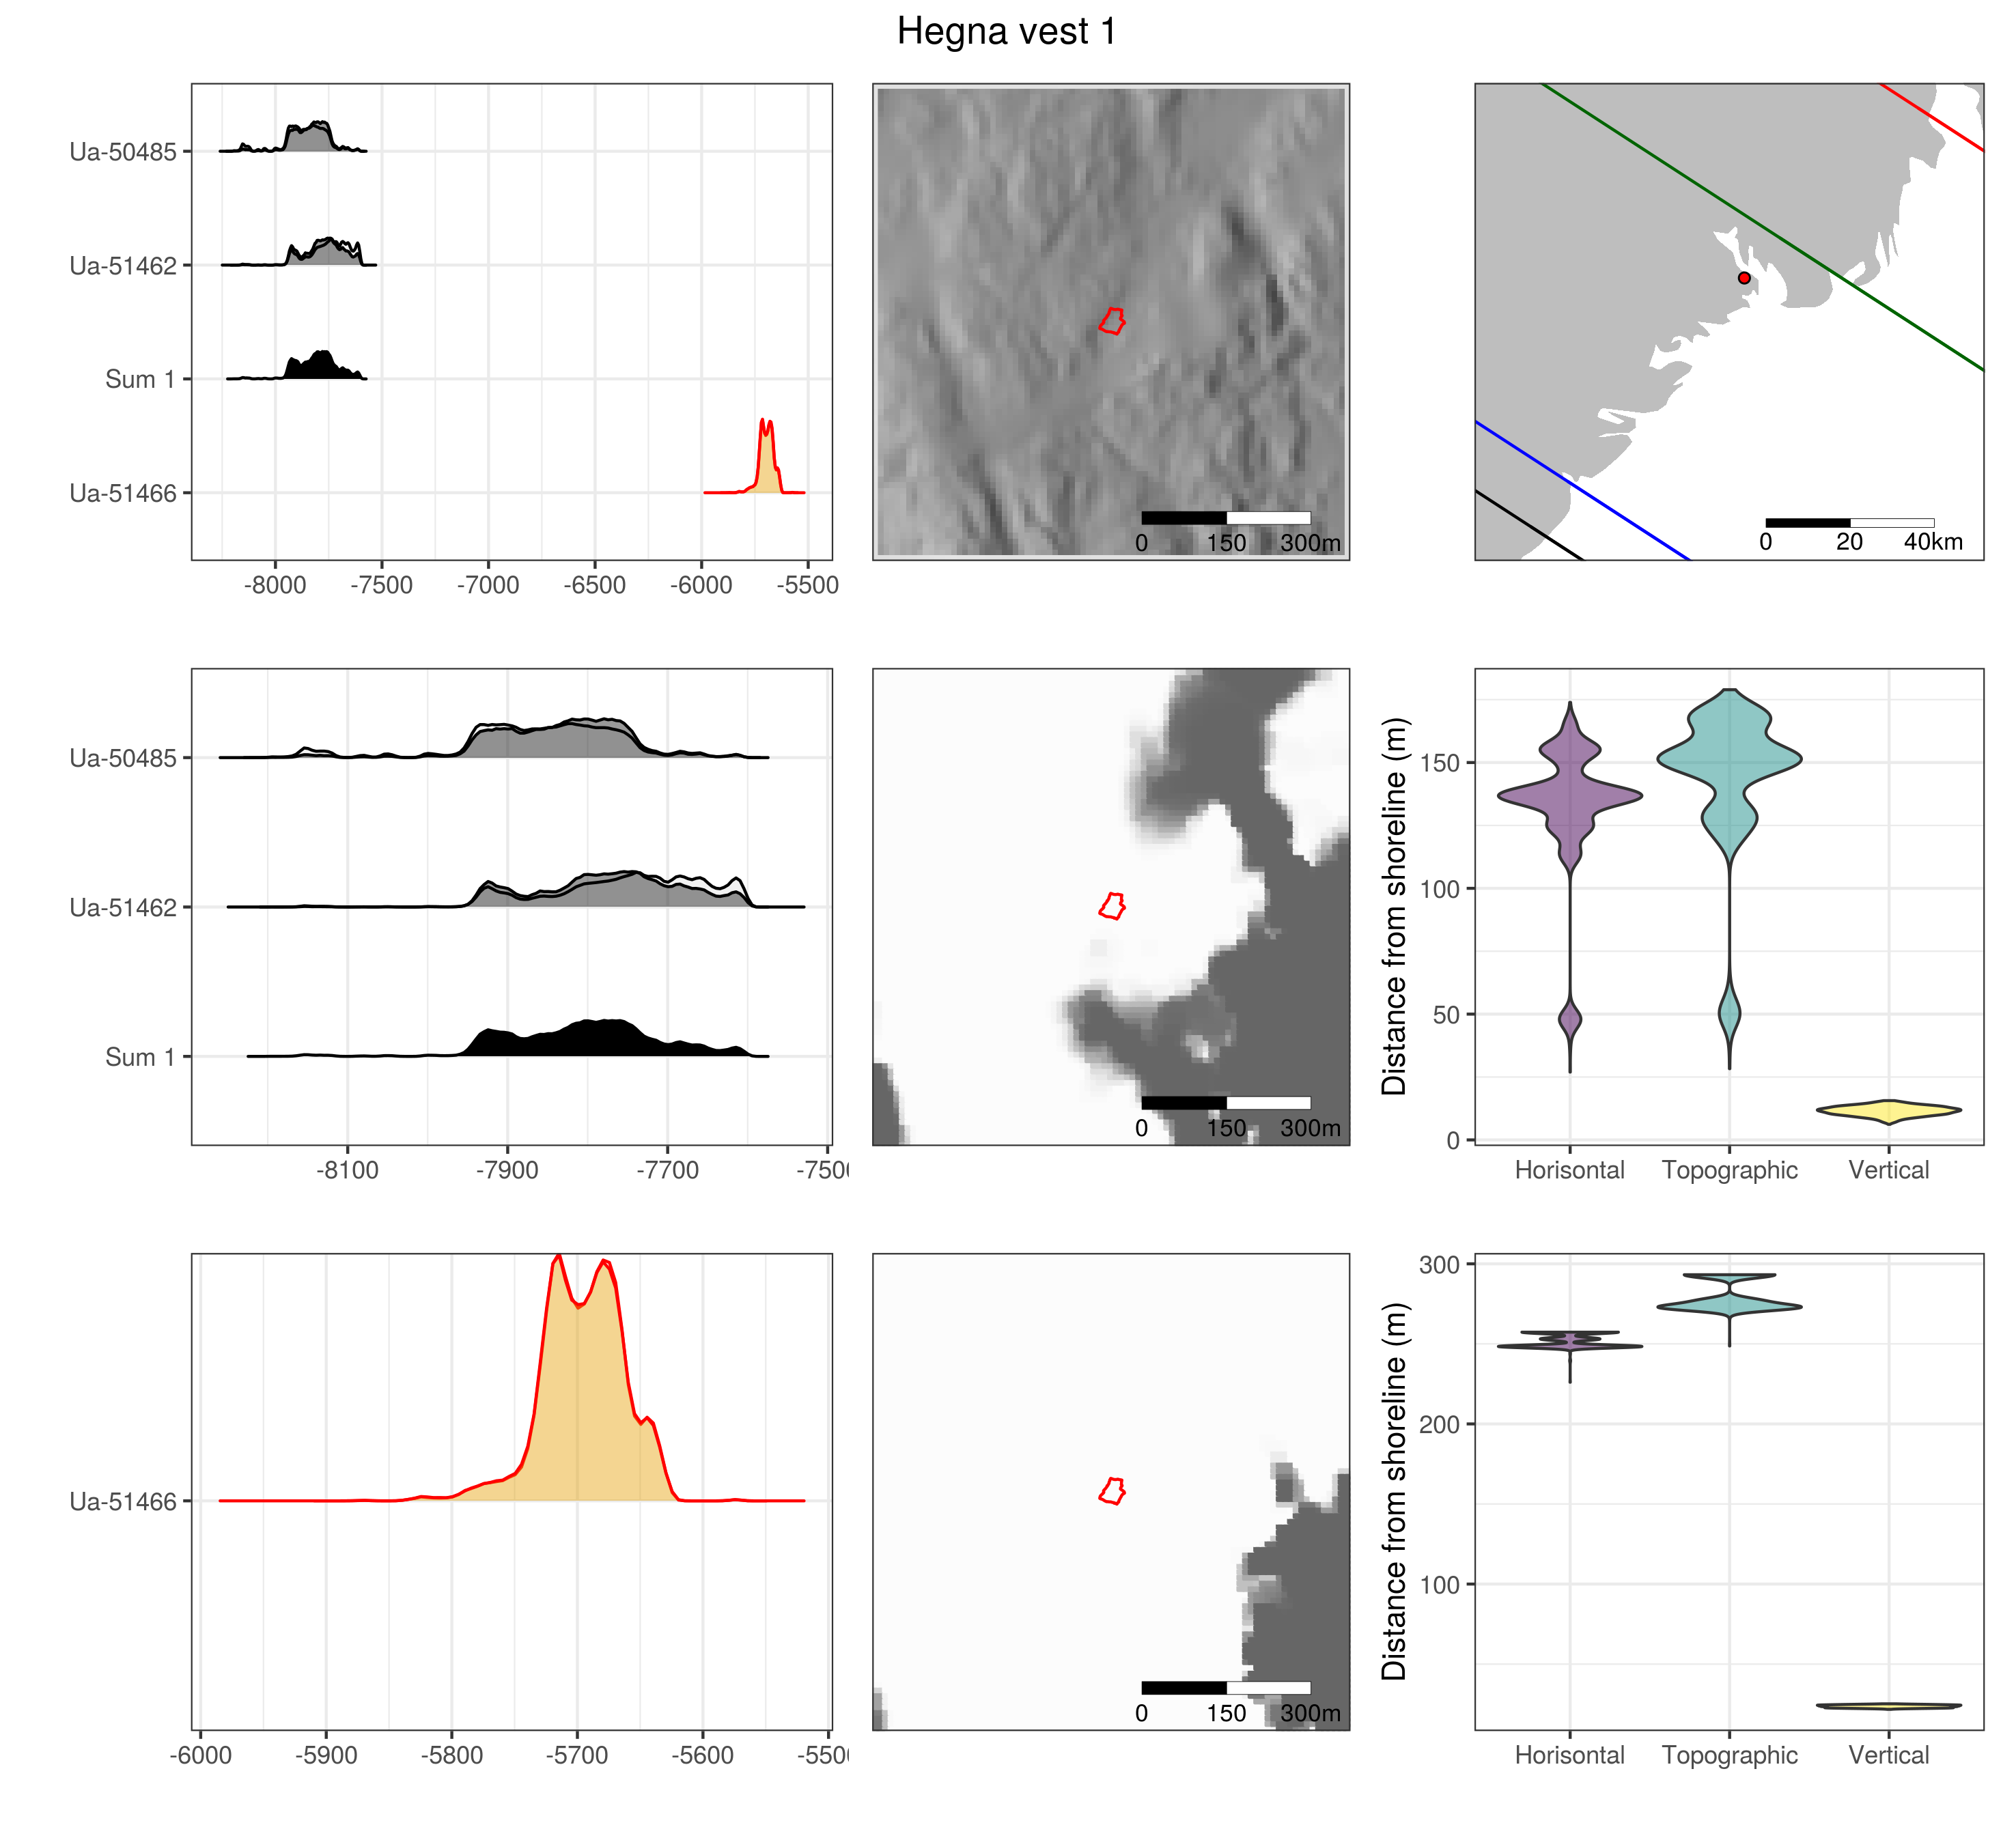 Hegna vest 1
Ua-50485
Ua-51462
Sum 1
Ua-51466
-8000 -7500 -7000 -6500 -6000 -5500
0 150 300m
0 20 40km
Ua-50485
Ua-51462
Sum 1
-8100 -7900 -7700 -750
0 150 300m
Distance from shoreline (m)
150
100
50
0
Horisontal Topographic Vertical
Ua-51466
-6000 -5900 -5800 -5700 -5600 -550
0 150 300m
Distance from shoreline (m)
300
200
100
Horisontal Topographic Vertical